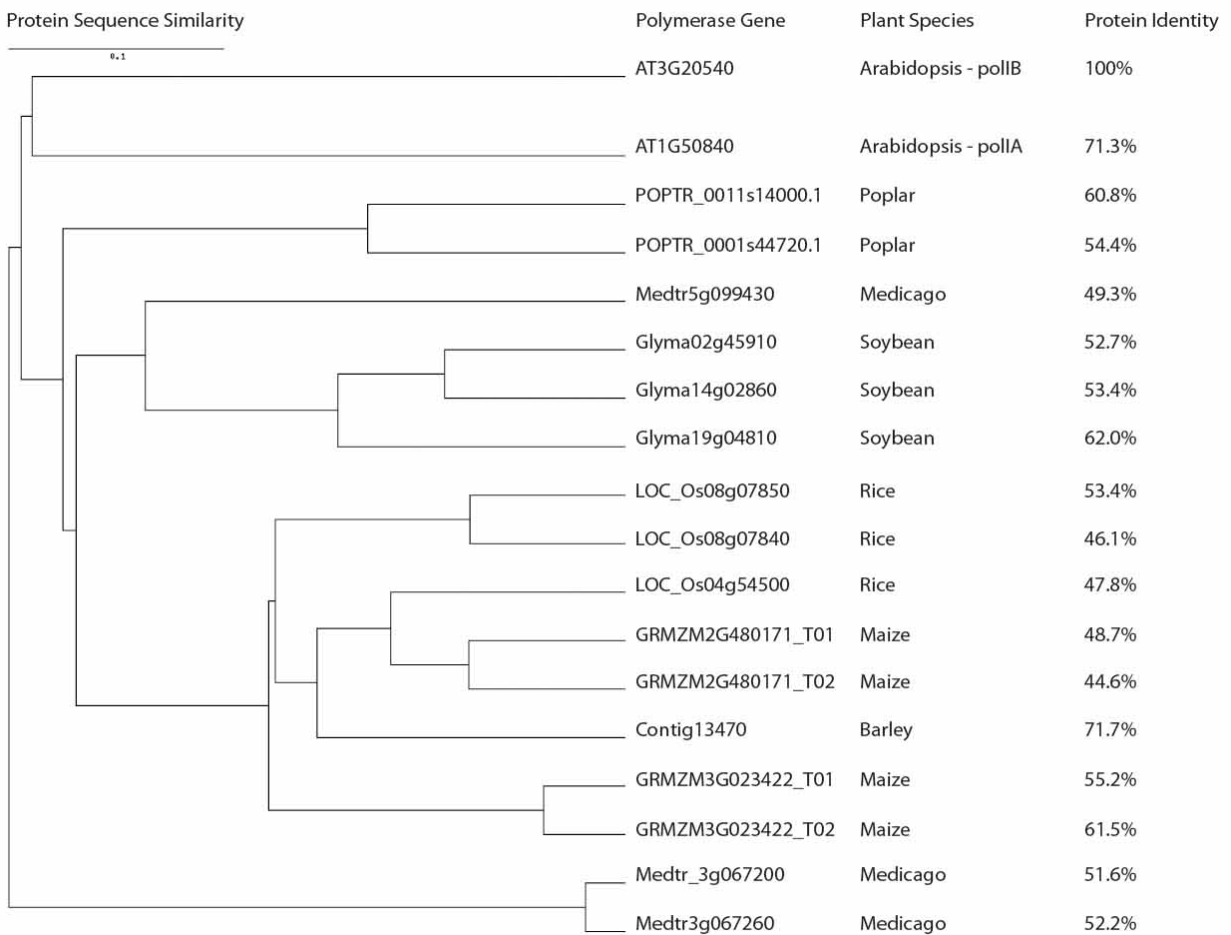 Protein Sequence Similarity Polymerase Gene Plant Species Protein Identity
0.1
AT3G20540 Arabidopsis - polIB 100%
AT1G50840 Arabidopsis - polIA 71.3%
POPTR_0011s14000.1 Poplar 60.8%
POPTR_0001s44720.1 Poplar 54.4%
Medtr5g099430 Medicago 49.3%
Glyma02g45910 Soybean 52.7%
Glyma14g02860 Soybean 53.4%
Glyma19g04810 Soybean 62.0%
LOC_Os08g07850 Rice 53.4%
LOC_Os08g07840 Rice 46.1%
LOC_Os04g54500 Rice 47.8%
GRMZM2G480171_T01 Maize 48.7%
GRMZM2G480171_T02 Maize 44.6%
Contig13470 Barley 71.7%
GRMZM3G023422_T01 Maize 55.2%
GRMZM3G023422_T02 Maize 61.5%
Medtr_3g067200 Medicago 51.6%
Medtr3g067260 Medicago 52.2%